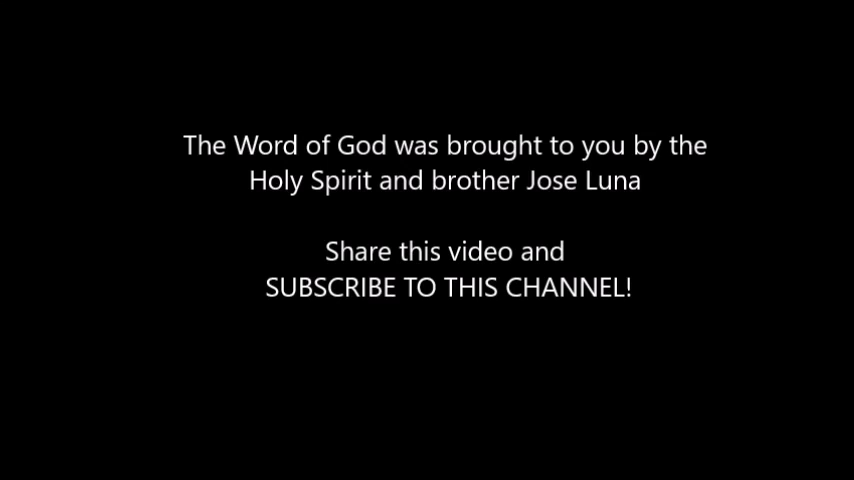 The Word of God was brought to you by the
Holy Spirit and brother Jose Luna
Share this video and
SUBSCRIBE TO THIS CHANNEL!